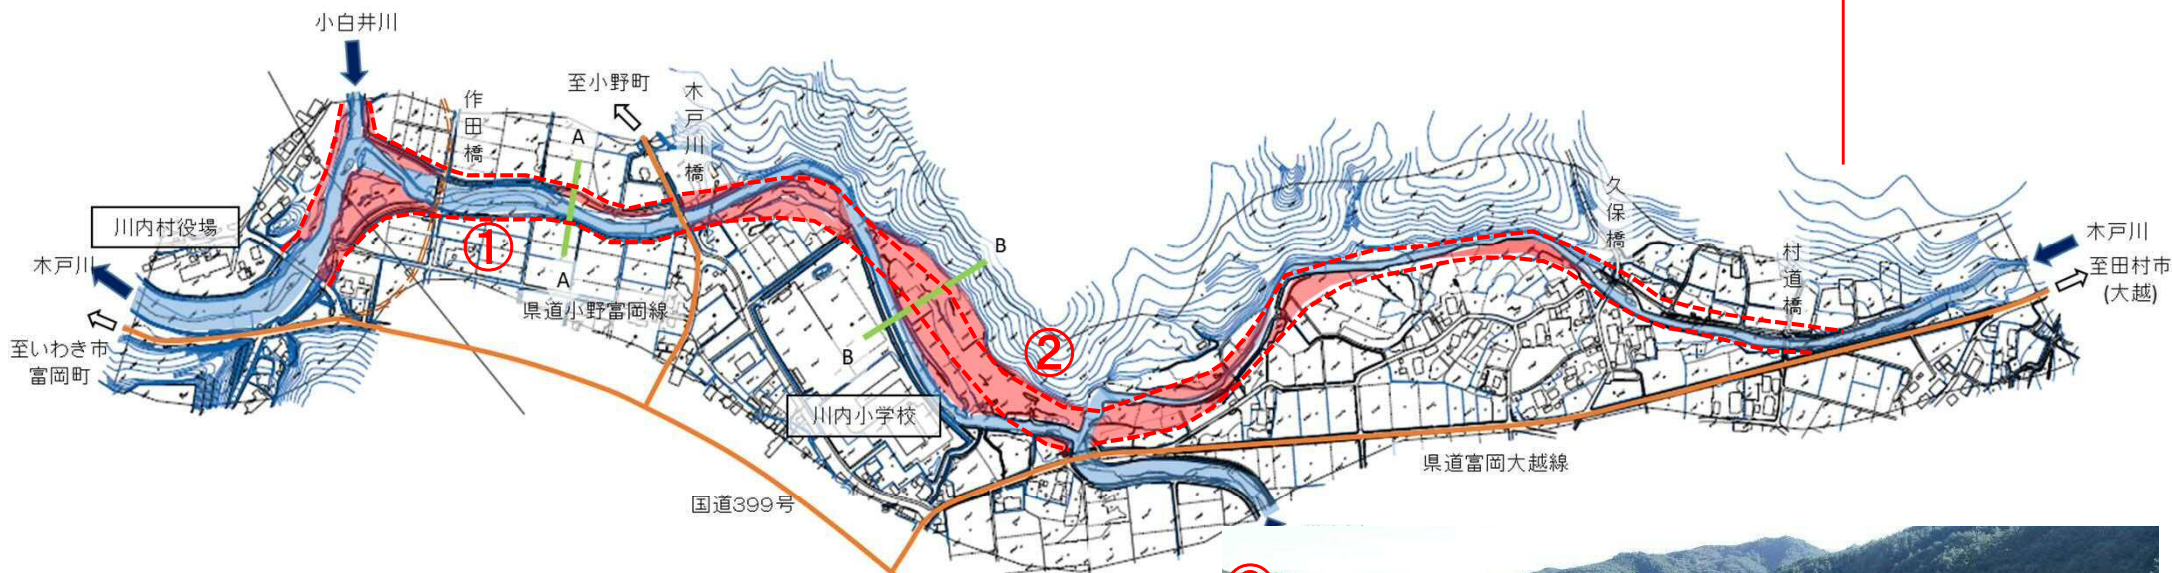 小白井川
至小野町
作田橋
木戸川橋
A
A
①
川内村役場
木戸川
至いわき市
富岡町
県道小野富岡線
B
B
②
川内小学校
国道399号
久保橋
村道橋
木戸川
至田村市
(大越)
県道富岡大越線